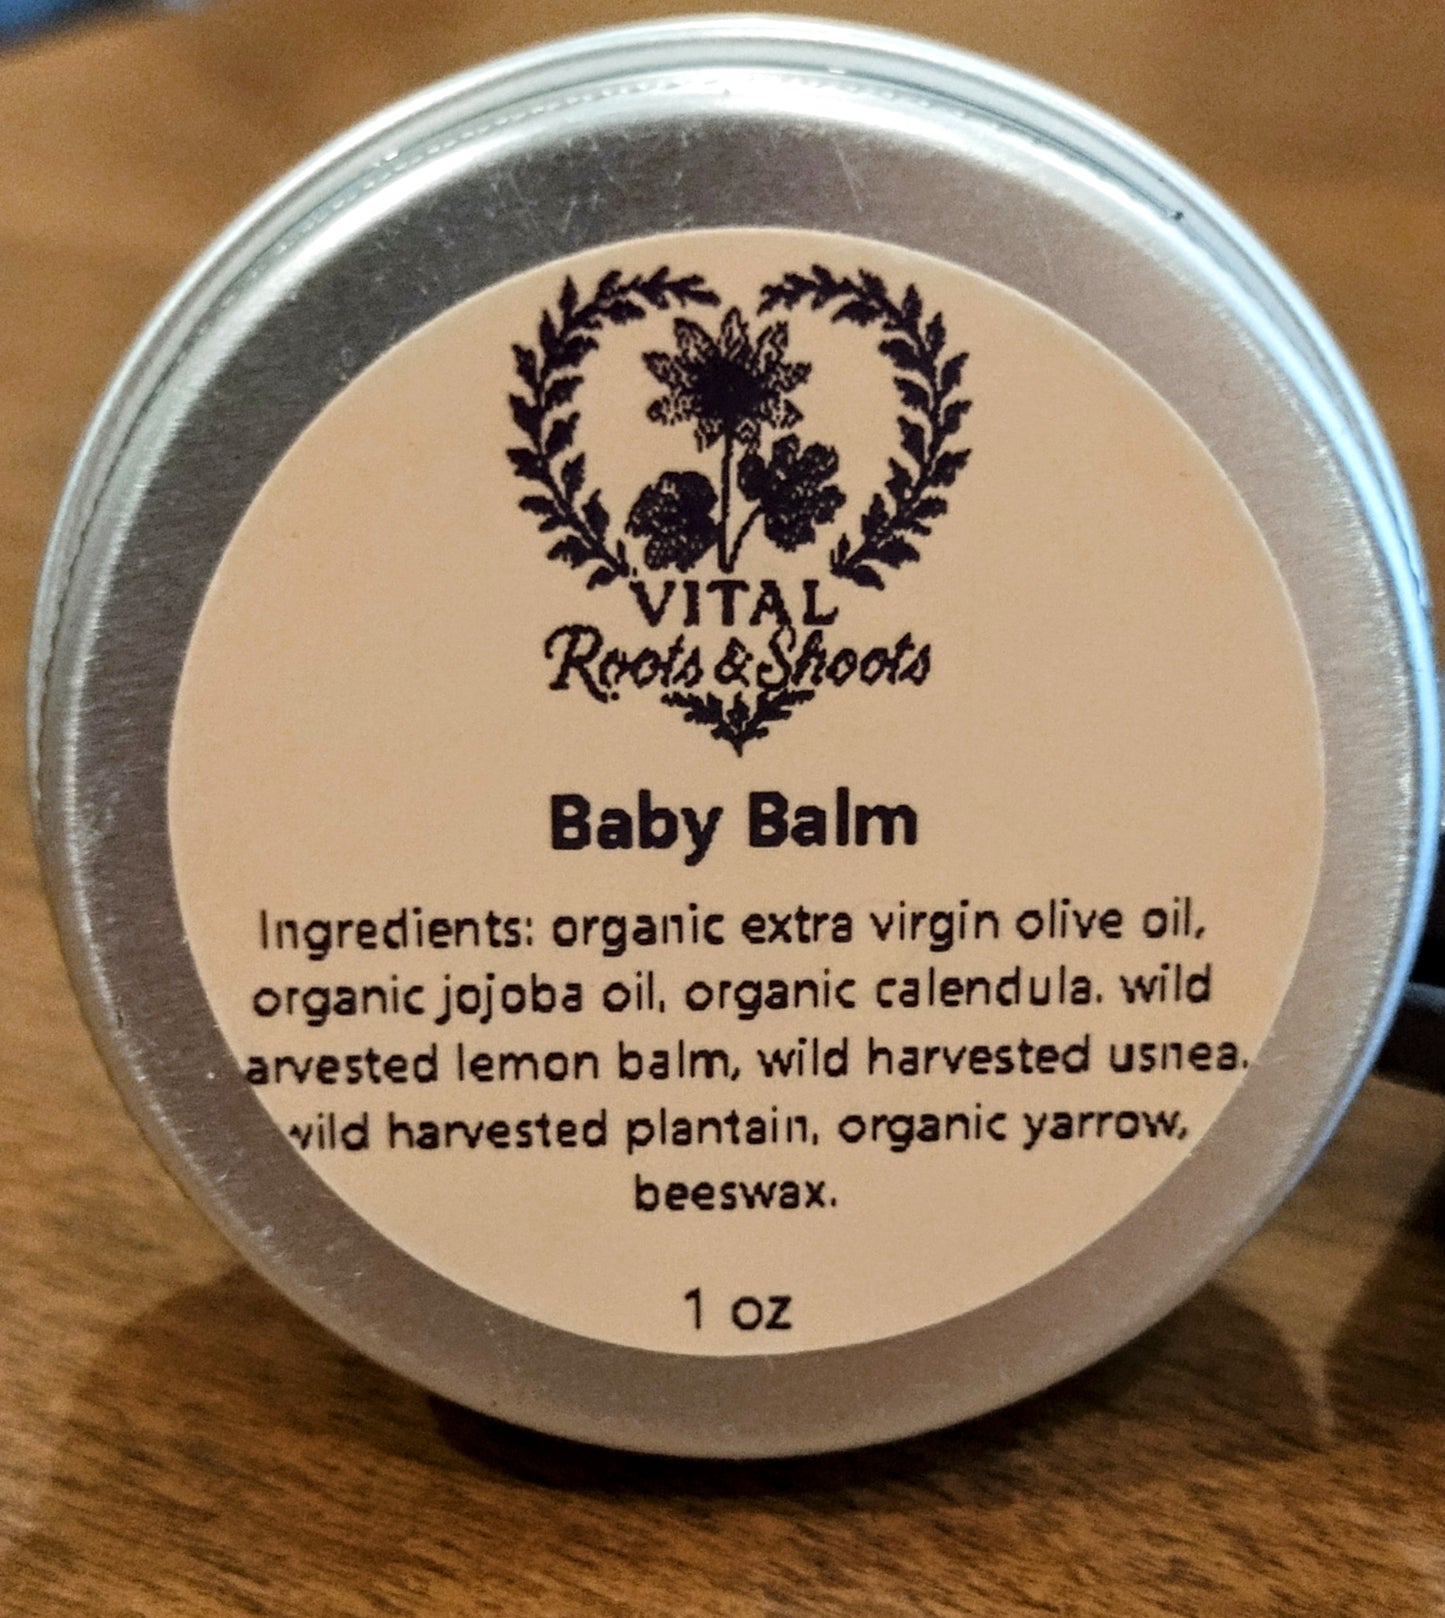 VITAL
Roots & Shoots
Baby Balm
Ingredients: organic extra virgin olive oil,
organic jojoba oil, organic calendula. wild
arvested lemon balm, wild harvested usnea.
wild harvested plantain, organic yarrow,
beeswax.
1 oz